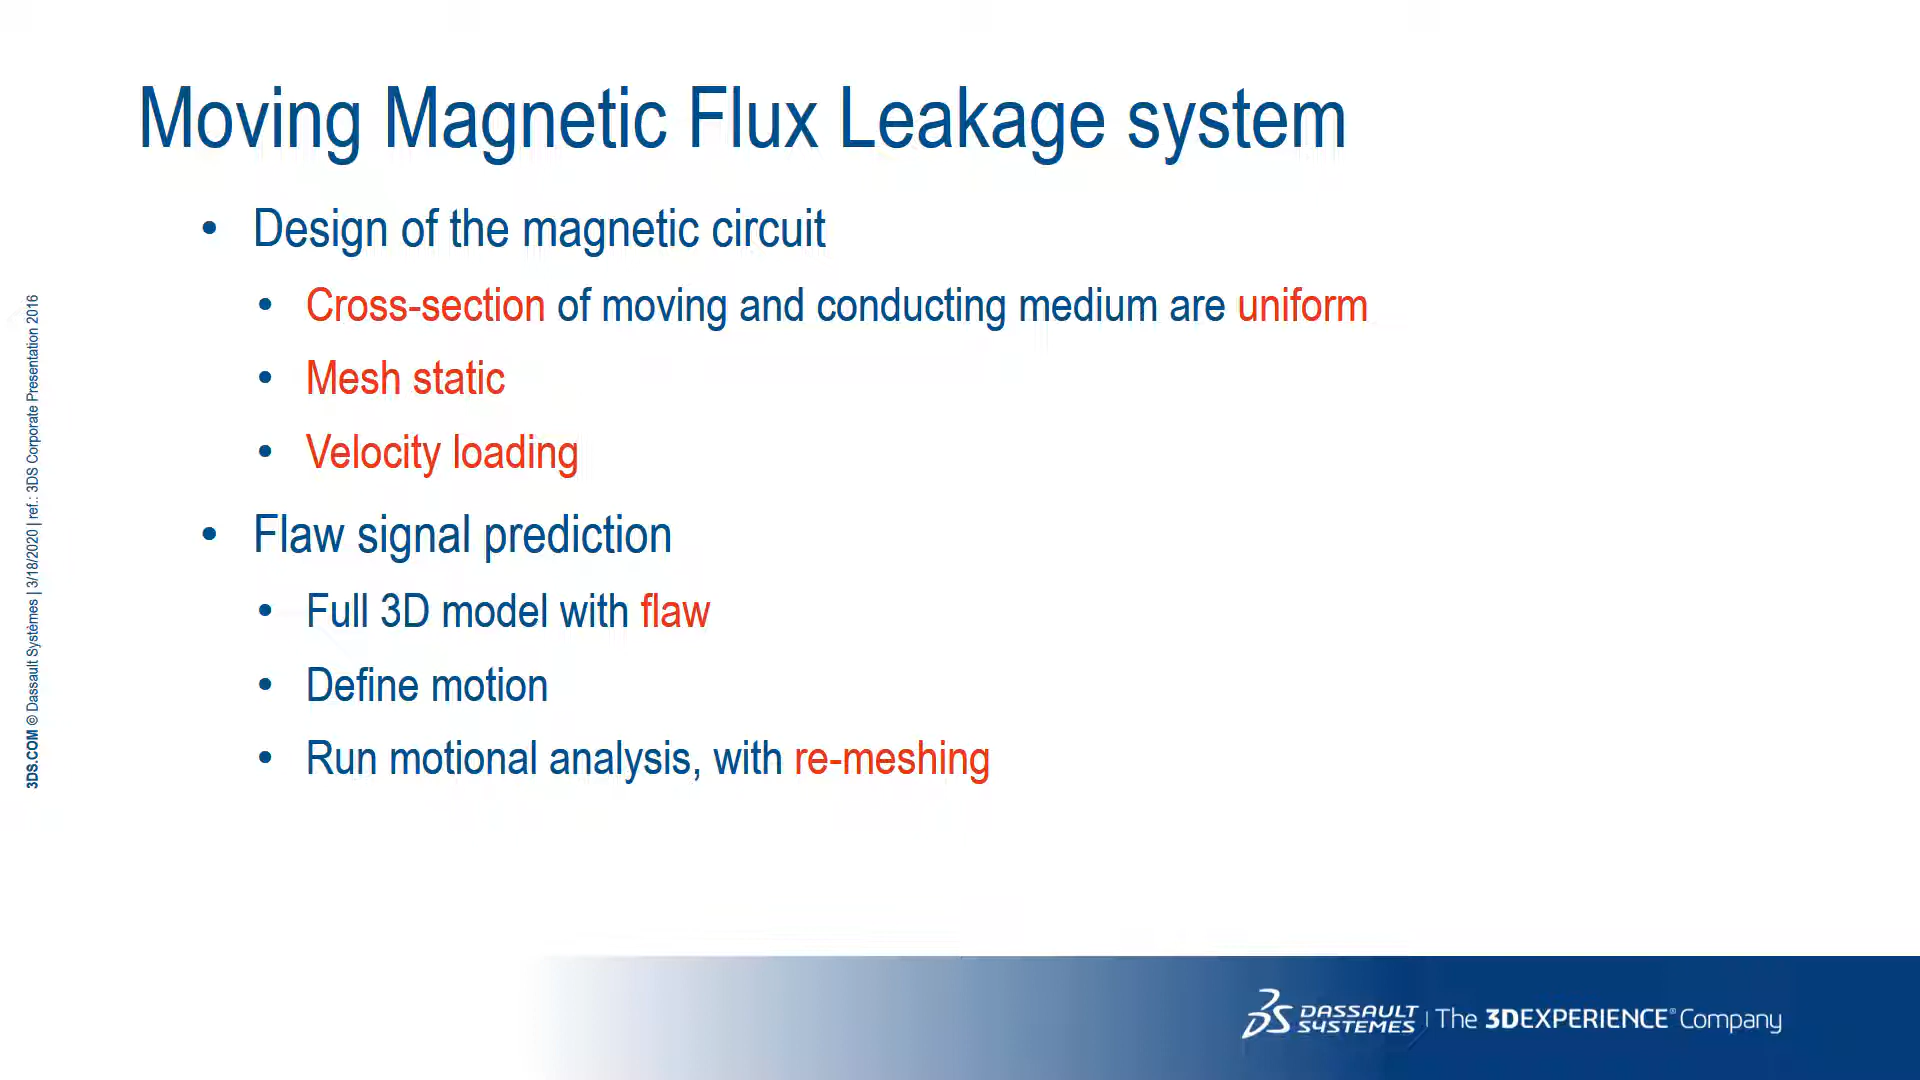 Moving Magnetic Flux Leakage system
• Design of the magnetic circuit
• Cross-section of moving and conducting medium are uniform
• Mesh static
• Velocity loading
• Flaw signal prediction
• Full 3D model with flaw
• Define motion
• Run motional analysis, with re-meshing
3DS.COM © Dassault Systèmes | 3/18/2020 | ref.: 3DS Corporate Presentation 2016
3DS DASSAULT SYSTEMES | The 3DEXPERIENCE® Company